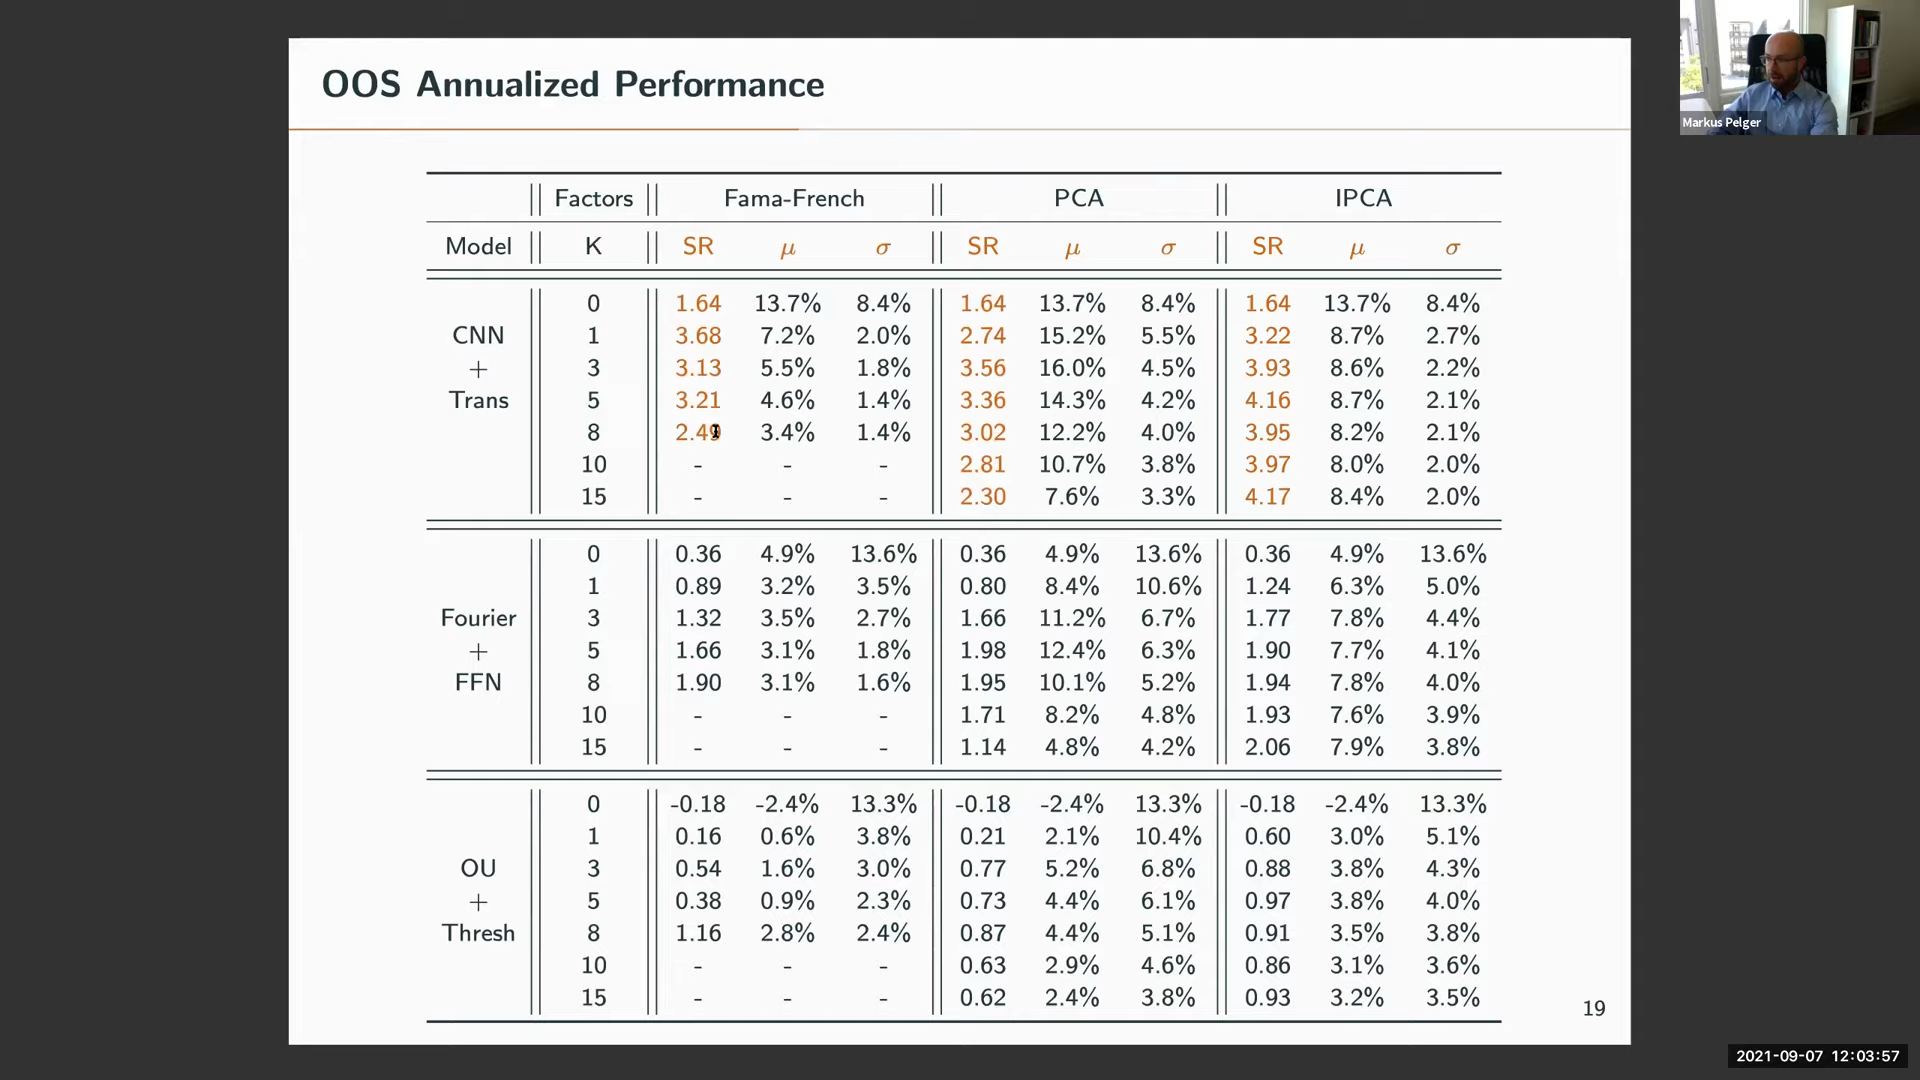 OOS Annualized Performance
Markus Pelger
Factors Fama-French PCA IPCA
Model K SR μ σ SR μ σ SR μ σ
0 1.64 13.7% 8.4% 1.64 13.7% 8.4% 1.64 13.7% 8.4%
CNN 1 3.68 7.2% 2.0% 2.74 15.2% 5.5% 3.22 8.7% 2.7%
+ 3 3.13 5.5% 1.8% 3.56 16.0% 4.5% 3.93 8.6% 2.2%
Trans 5 3.21 4.6% 1.4% 3.36 14.3% 4.2% 4.16 8.7% 2.1%
8 2.49 3.4% 1.4% 3.02 12.2% 4.0% 3.95 8.2% 2.1%
10 - - - 2.81 10.7% 3.8% 3.97 8.0% 2.0%
15 - - - 2.30 7.6% 3.3% 4.17 8.4% 2.0%
0 0.36 4.9% 13.6% 0.36 4.9% 13.6% 0.36 4.9% 13.6%
1 0.89 3.2% 3.5% 0.80 8.4% 10.6% 1.24 6.3% 5.0%
Fourier 3 1.32 3.5% 2.7% 1.66 11.2% 6.7% 1.77 7.8% 4.4%
+ 5 1.66 3.1% 1.8% 1.98 12.4% 6.3% 1.90 7.7% 4.1%
FFN 8 1.90 3.1% 1.6% 1.95 10.1% 5.2% 1.94 7.8% 4.0%
10 - - - 1.71 8.2% 4.8% 1.93 7.6% 3.9%
15 - - - 1.14 4.8% 4.2% 2.06 7.9% 3.8%
0 -0.18 -2.4% 13.3% -0.18 -2.4% 13.3% -0.18 -2.4% 13.3%
1 0.16 0.6% 3.8% 0.21 2.1% 10.4% 0.60 3.0% 5.1%
OU 3 0.54 1.6% 3.0% 0.77 5.2% 6.8% 0.88 3.8% 4.3%
+ 5 0.38 0.9% 2.3% 0.73 4.4% 6.1% 0.97 3.8% 4.0%
Thresh 8 1.16 2.8% 2.4% 0.87 4.4% 5.1% 0.91 3.5% 3.8%
10 - - - 0.63 2.9% 4.6% 0.86 3.1% 3.6%
15 - - - 0.62 2.4% 3.8% 0.93 3.2% 3.5%
19
2021-09-07 12:03:57